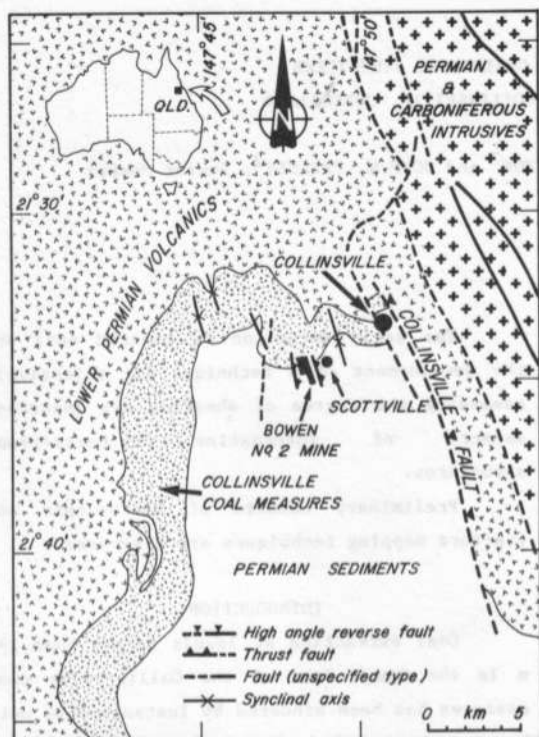 147°45'
147°50'
QLD.
N
PERMIAN
&
CARBONIFEROUS
INTRUSIVES
21°30'
LOWER PERMIAN VOLCANICS
COLLINSVILLE
COLLINSVILLE FAULT
SCOTTVILLE
BOWEN
Nọ 2 MINE
COLLINSVILLE
COAL MEASURES
21°40'
PERMIAN SEDIMENTS
High angle reverse fault
Thrust fault
Fault (unspecified type)
Synclinal axis
0 km 5